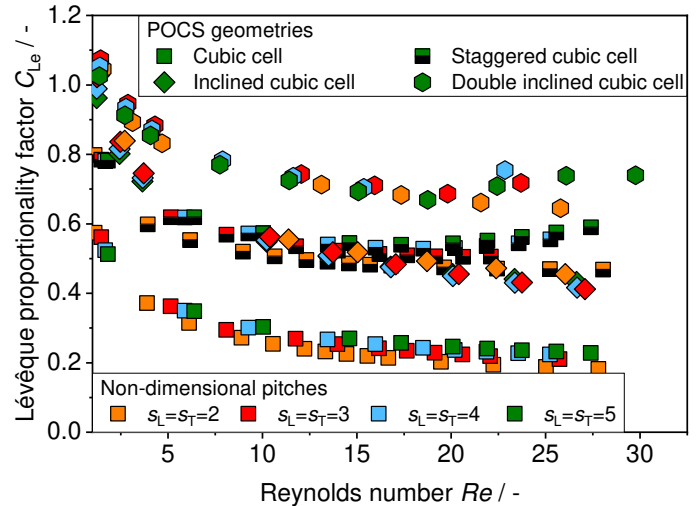 Lévêque proportionality factor C_Le / -
1.2
1.0
0.8
0.6
0.4
0.2
0.0
POCS geometries
Cubic cell
Staggered cubic cell
Inclined cubic cell
Double inclined cubic cell
Non-dimensional pitches
s_L=s_T=2
s_L=s_T=3
s_L=s_T=4
s_L=s_T=5
5
10
15
20
25
30
Reynolds number Re / -